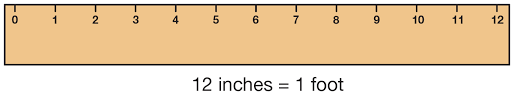 0 1 2 3 4 5 6 7 8 9 10 11 12
12 inches = 1 foot